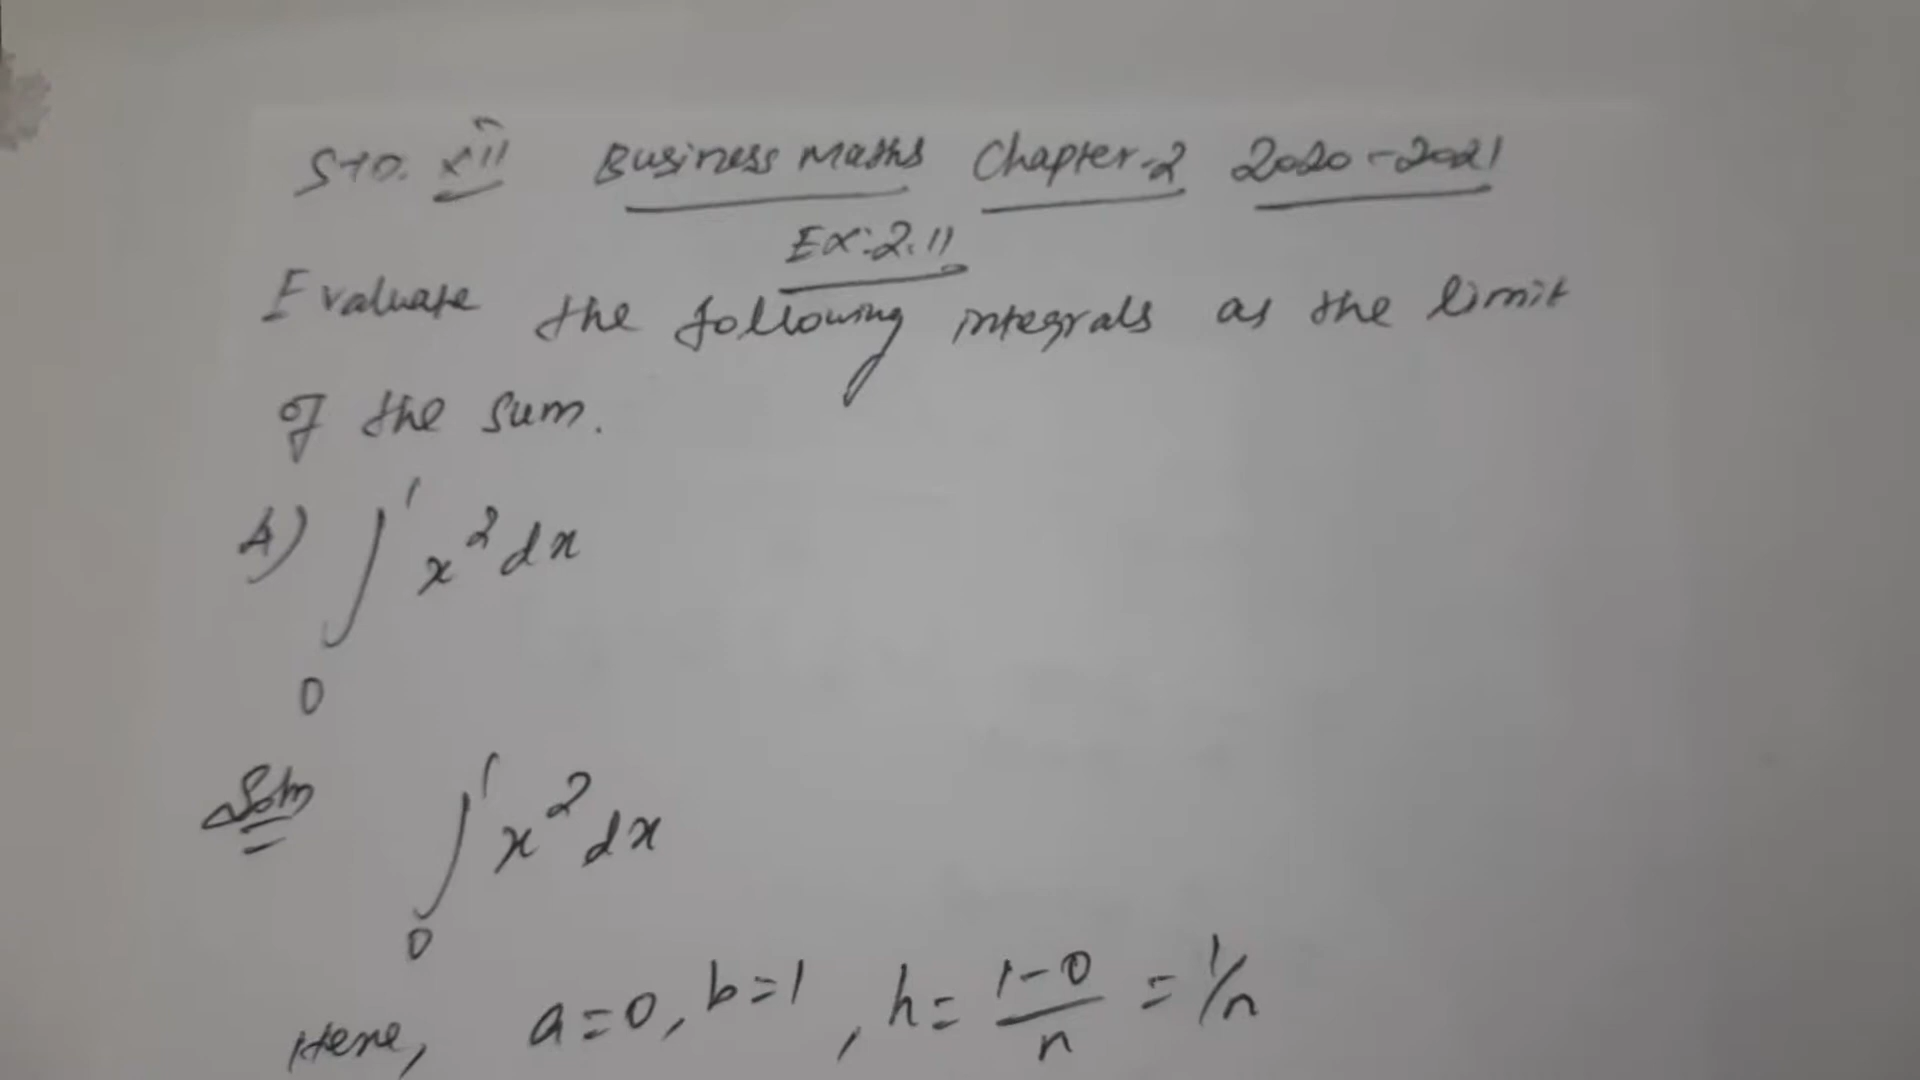 STD. XII Business Maths Chapter-2 2020-2021
Ex:2.11
Evaluate the following integrals as the limit
of the sum.
4) ∫₀¹ x² dx
Soln ∫₀¹ x² dx
Here, a=0, b=1, h= (1-0)/n = 1/n